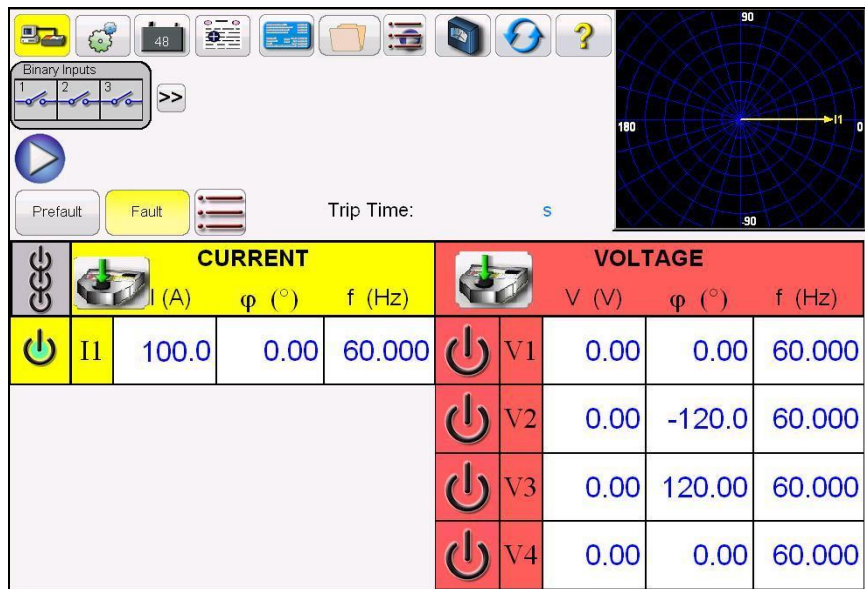 48
Binary Inputs
1 2 3
>>
Prefault Fault Trip Time: s
90
180 I1 0
90
CURRENT VOLTAGE
I (A) φ (°) f (Hz) V (V) φ (°) f (Hz)
I1 100.0 0.00 60.000 V1 0.00 0.00 60.000
V2 0.00 -120.0 60.000
V3 0.00 120.00 60.000
V4 0.00 0.00 60.000